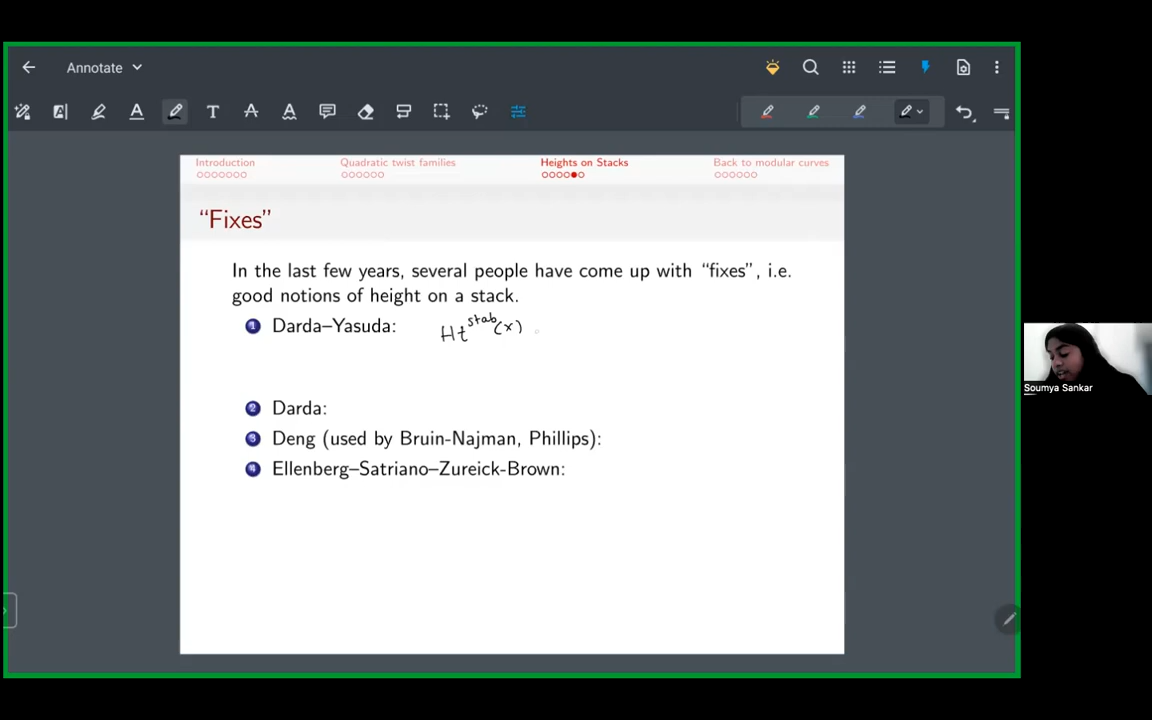 Annotate
Introduction
Quadratic twist families
Heights on Stacks
Back to modular curves
“Fixes”
In the last few years, several people have come up with “fixes”, i.e.
good notions of height on a stack.
1 Darda–Yasuda: Ht^stab(x)
2 Darda:
3 Deng (used by Bruin-Najman, Phillips):
4 Ellenberg–Satriano–Zureick-Brown:
Soumya Sankar